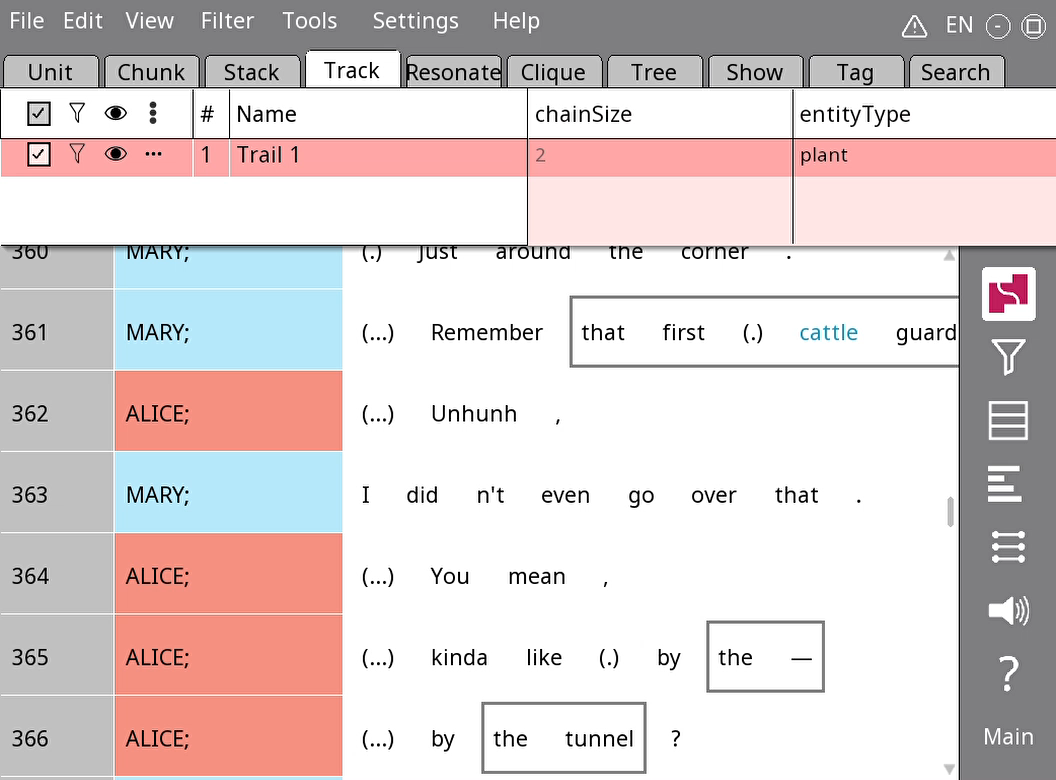 File Edit View Filter Tools Settings Help EN
Unit Chunk Stack Track Resonate Clique Tree Show Tag Search
# Name chainSize entityType
1 Trail 1 2 plant
360 MARY; (.) Just around the corner .
361 MARY; (...) Remember that first (.) cattle guard
362 ALICE; (...) Unhunh ,
363 MARY; I did n't even go over that .
364 ALICE; (...) You mean ,
365 ALICE; (...) kinda like (.) by the —
366 ALICE; (...) by the tunnel ?
Main